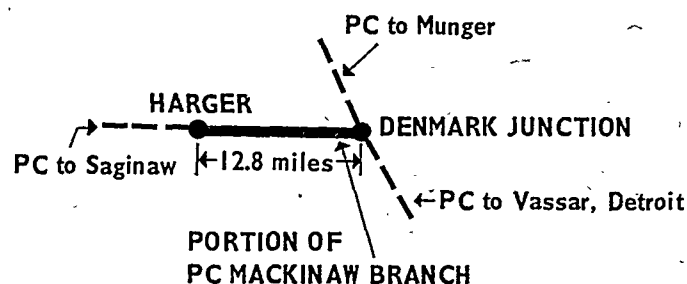 PC to Munger
HARGER
DENMARK JUNCTION
PC to Saginaw
12.8 miles
PC to Vassar, Detroit
PORTION OF
PC MACKINAW BRANCH